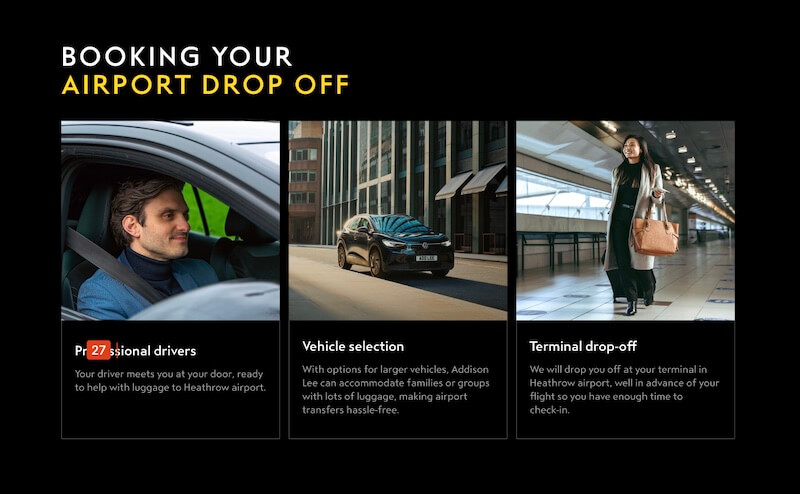 BOOKING YOUR
AIRPORT DROP OFF
27
ssional drivers
Your driver meets you at your door, ready
to help with luggage to Heathrow airport.
Vehicle selection
With options for larger vehicles, Addison
Lee can accommodate families or groups
with lots of luggage, making airport
transfers hassle-free.
Terminal drop-off
We will drop you off at your terminal in
Heathrow airport, well in advance of your
flight so you have enough time to
check-in.